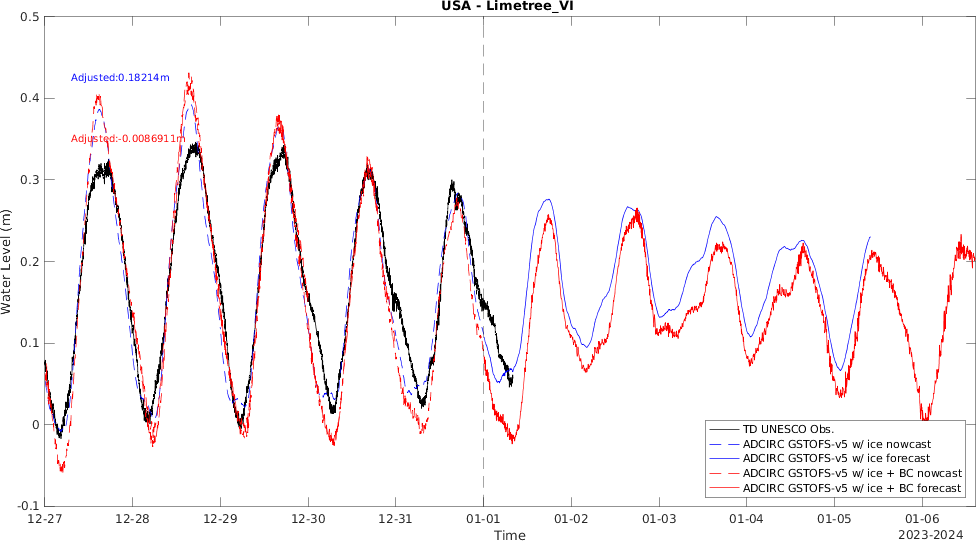 USA - Limetree_VI
0.5
0.4
0.3
0.2
0.1
0
-0.1
Water Level (m)
Adjusted:0.18214m
Adjusted:-0.0086911m
TD UNESCO Obs.
ADCIRC GSTOFS-v5 w/ ice nowcast
ADCIRC GSTOFS-v5 w/ ice forecast
ADCIRC GSTOFS-v5 w/ ice + BC nowcast
ADCIRC GSTOFS-v5 w/ ice + BC forecast
12-27 12-28 12-29 12-30 12-31 01-01 01-02 01-03 01-04 01-05 01-06
Time
2023-2024